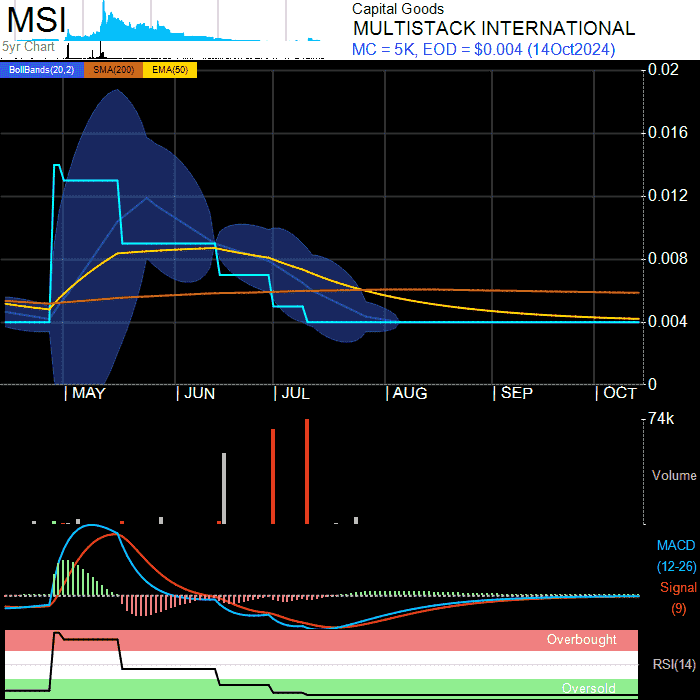 MSI
5yr Chart
Capital Goods
MULTISTACK INTERNATIONAL
MC = 5K, EOD = $0.004 (14Oct2024)
BollBands(20,2) SMA(200) EMA(50)
0.02
0.016
0.012
0.008
0.004
0
| MAY | JUN | JUL | AUG | SEP | OCT
74k
Volume
MACD
(12-26)
Signal
(9)
Overbought
RSI(14)
Oversold